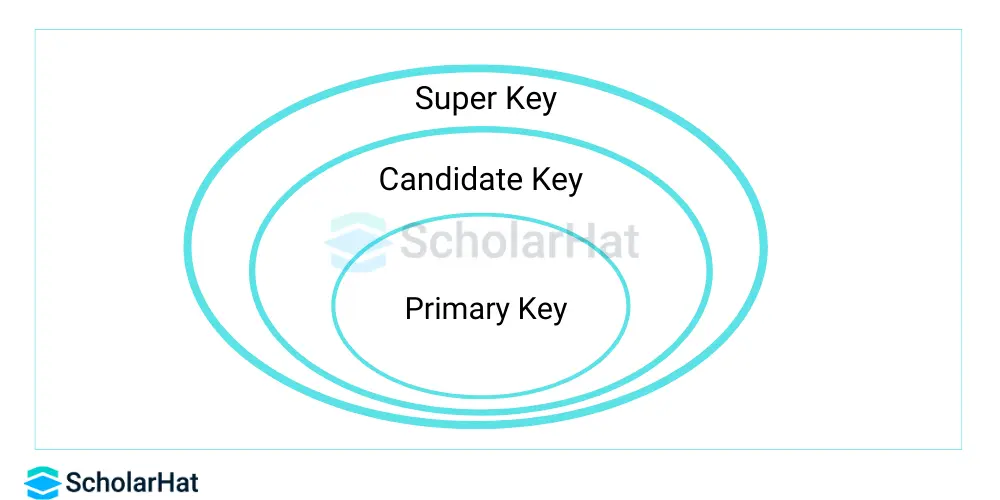 Super Key
Candidate Key
ScholarHat
Primary Key
ScholarHat